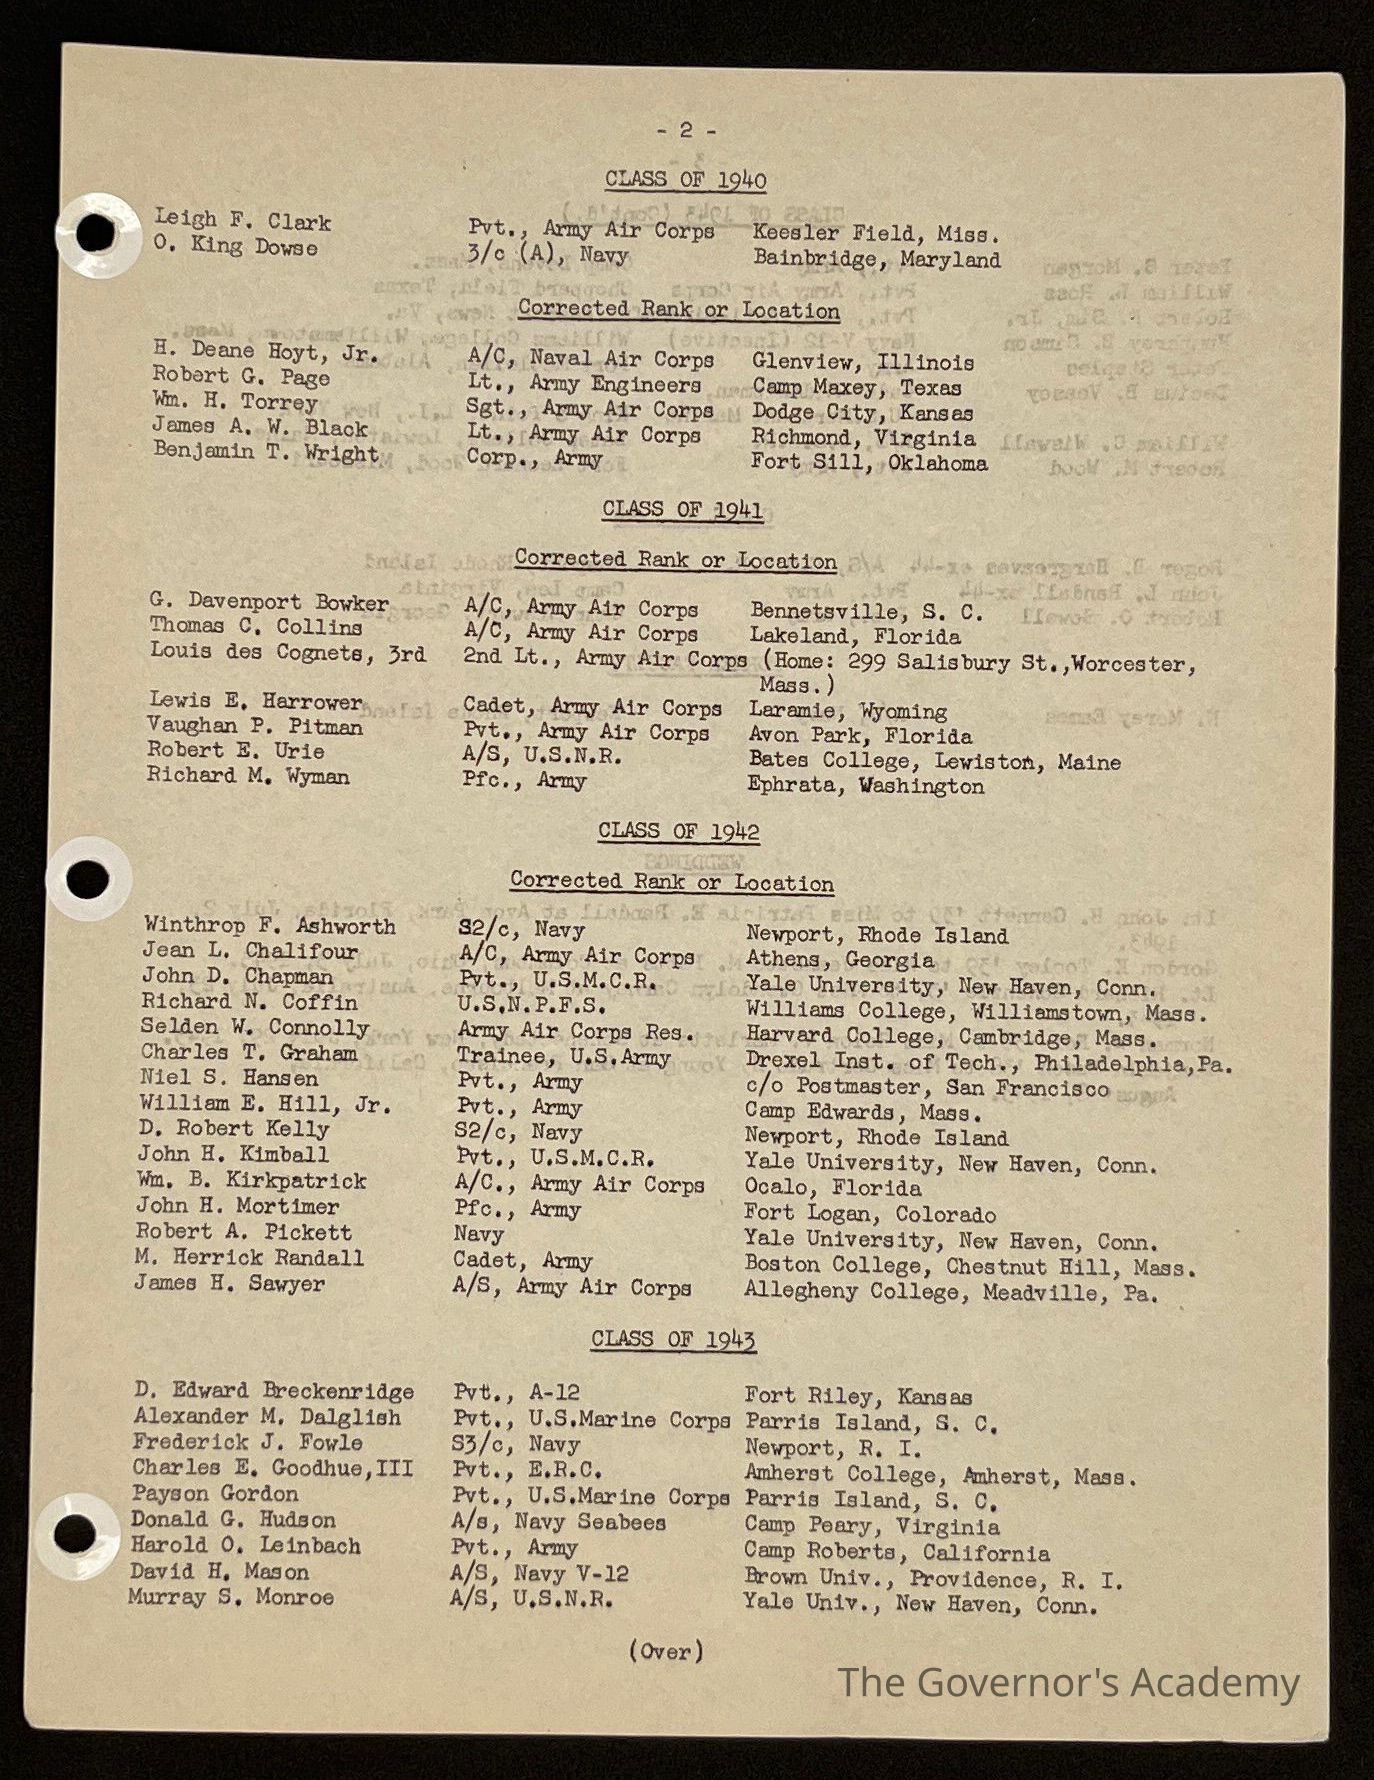 - 2 -
CLASS OF 1940
Leigh F. Clark Pvt., Army Air Corps Keesler Field, Miss.
O. King Dowse 3/c (A), Navy Bainbridge, Maryland
Corrected Rank or Location
H. Deane Hoyt, Jr. A/C, Naval Air Corps Glenview, Illinois
Robert G. Page Lt., Army Engineers Camp Maxey, Texas
Wm. H. Torrey Sgt., Army Air Corps Dodge City, Kansas
James A. W. Black Lt., Army Air Corps Richmond, Virginia
Benjamin T. Wright Corp., Army Fort Sill, Oklahoma
CLASS OF 1941
Corrected Rank or Location
G. Davenport Bowker A/C, Army Air Corps Bennetsville, S. C.
Thomas C. Collins A/C, Army Air Corps Lakeland, Florida
Louis des Cognets, 3rd 2nd Lt., Army Air Corps (Home: 299 Salisbury St.,Worcester,
Mass.)
Lewis E. Harrower Cadet, Army Air Corps Laramie, Wyoming
Vaughan P. Pitman Pvt., Army Air Corps Avon Park, Florida
Robert E. Urie A/S, U.S.N.R. Bates College, Lewiston, Maine
Richard M. Wyman Pfc., Army Ephrata, Washington
CLASS OF 1942
Corrected Rank or Location
Winthrop F. Ashworth S2/c, Navy Newport, Rhode Island
Jean L. Chalifour A/C, Army Air Corps Athens, Georgia
John D. Chapman Pvt., U.S.M.C.R. Yale University, New Haven, Conn.
Richard N. Coffin U.S.N.P.F.S. Williams College, Williamstown, Mass.
Selden W. Connolly Army Air Corps Res. Harvard College, Cambridge, Mass.
Charles T. Graham Trainee, U.S.Army Drexel Inst. of Tech., Philadelphia,Pa.
Niel S. Hansen Pvt., Army c/o Postmaster, San Francisco
William E. Hill, Jr. Pvt., Army Camp Edwards, Mass.
D. Robert Kelly S2/c, Navy Newport, Rhode Island
John H. Kimball Pvt., U.S.M.C.R. Yale University, New Haven, Conn.
Wm. B. Kirkpatrick A/C., Army Air Corps Ocalo, Florida
John H. Mortimer Pfc., Army Fort Logan, Colorado
Robert A. Pickett Navy Yale University, New Haven, Conn.
M. Herrick Randall Cadet, Army Boston College, Chestnut Hill, Mass.
James H. Sawyer A/S, Army Air Corps Allegheny College, Meadville, Pa.
CLASS OF 1943
D. Edward Breckenridge Pvt., A-12 Fort Riley, Kansas
Alexander M. Dalglish Pvt., U.S.Marine Corps Parris Island, S. C.
Frederick J. Fowle S3/c, Navy Newport, R. I.
Charles E. Goodhue,III Pvt., E.R.C. Amherst College, Amherst, Mass.
Payson Gordon Pvt., U.S.Marine Corps Parris Island, S. C.
Donald G. Hudson A/s, Navy Seabees Camp Peary, Virginia
Harold O. Leinbach Pvt., Army Camp Roberts, California
David H. Mason A/S, Navy V-12 Brown Univ., Providence, R. I.
Murray S. Monroe A/S, U.S.N.R. Yale Univ., New Haven, Conn.
(Over)
The Governor's Academy